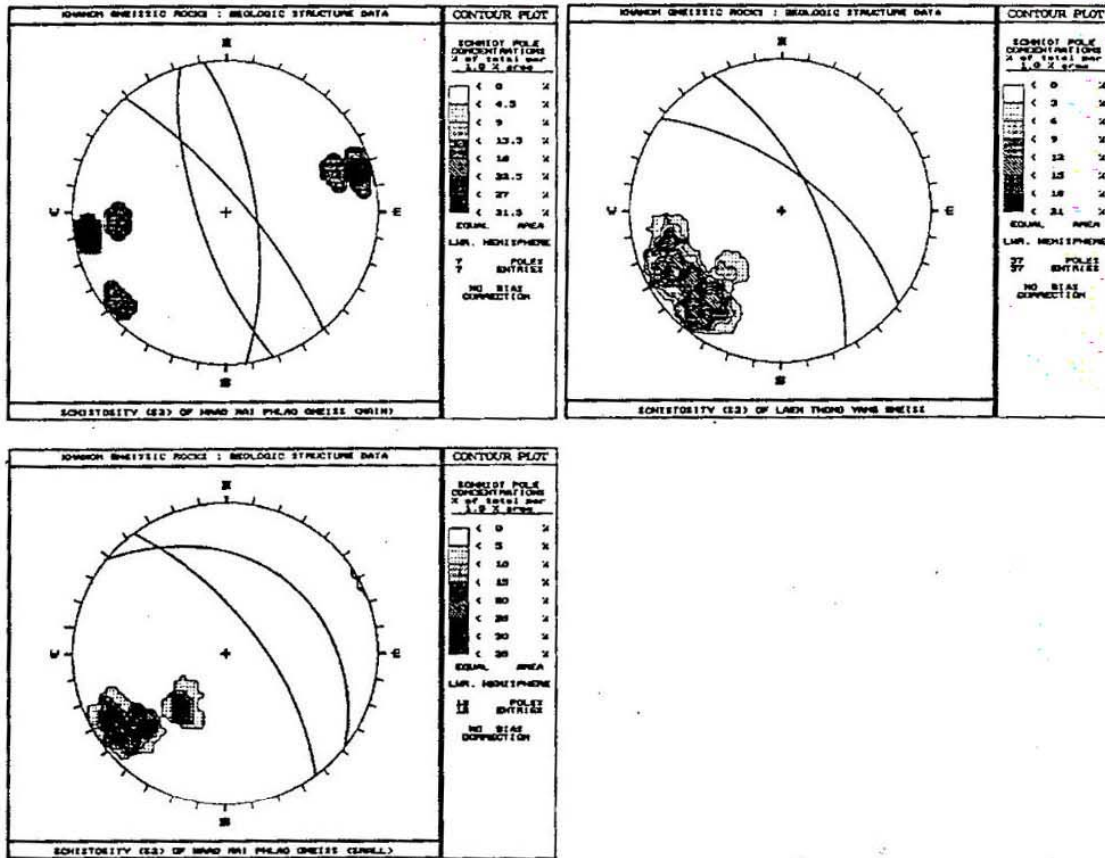 KHANOM GNEISSIC ROCKS : GEOLOGIC STRUCTURE DATA
CONTOUR PLOT
SCHMIDT POLE
CONCENTRATIONS
% of total per
1.0 % area
< 0 %
< 4.5 %
< 9 %
< 13.5 %
< 18 %
< 22.5 %
< 27 %
< 31.5 %
EQUAL AREA
LWR. HEMISPHERE
7 POLES
7 ENTRIES
NO BIAS
CORRECTION
N
W
E
S
SCHISTOSITY (S2) OF HAAD NAI PHLAO GNEISS (MAIN)
KHANOM GNEISSIC ROCKS : GEOLOGIC STRUCTURE DATA
CONTOUR PLOT
SCHMIDT POLE
CONCENTRATIONS
% of total per
1.0 % area
< 0 %
< 3 %
< 6 %
< 9 %
< 12 %
< 15 %
< 18 %
< 21 %
EQUAL AREA
LWR. HEMISPHERE
37 POLES
37 ENTRIES
NO BIAS
CORRECTION
N
W
E
S
SCHISTOSITY (S2) OF LAEM THONG YANG GNEISS
KHANOM GNEISSIC ROCKS : GEOLOGIC STRUCTURE DATA
CONTOUR PLOT
SCHMIDT POLE
CONCENTRATIONS
% of total per
1.0 % area
< 0 %
< 5 %
< 10 %
< 15 %
< 20 %
< 25 %
< 30 %
< 35 %
EQUAL AREA
LWR. HEMISPHERE
POLES
ENTRIES
NO BIAS
CORRECTION
N
W
E
S
SCHISTOSITY (S2) OF HAAD NAI PHLAO GNEISS (SMALL)